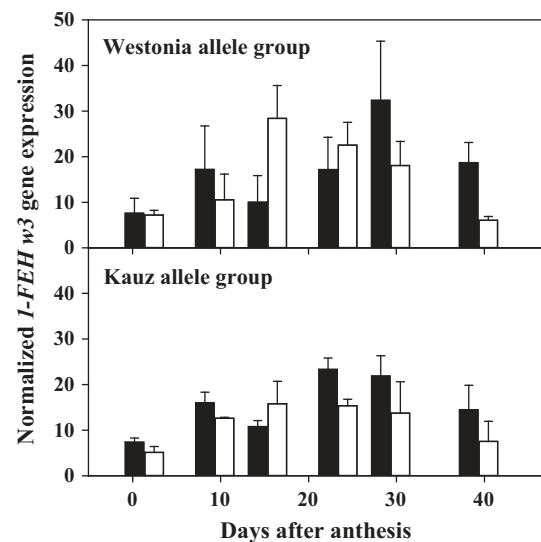 Normalized 1-FEH w3 gene expression
50
40
30
20
10
0
Westonia allele group
40
30
20
10
0
Kauz allele group
0 10 20 30 40
Days after anthesis